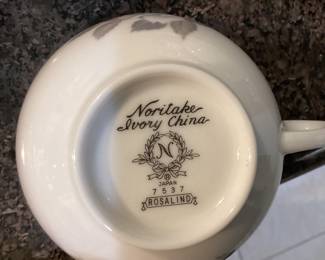 Noritake
Ivory China
N
JAPAN
7537
ROSALIND